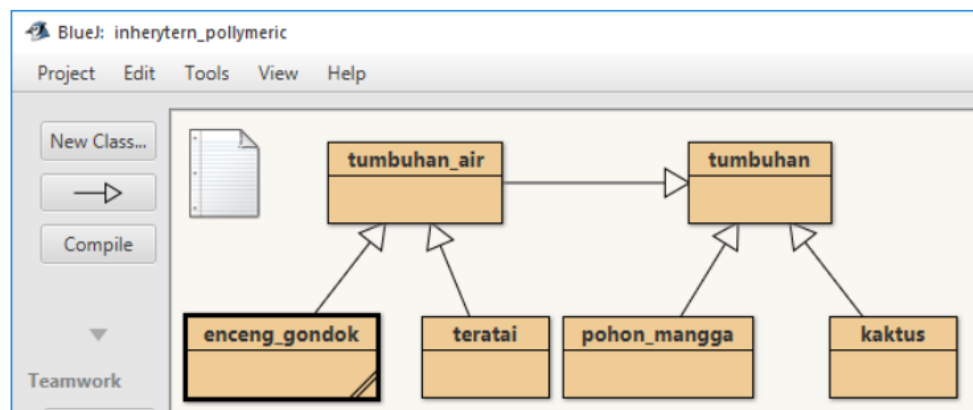 BlueJ: inherytern_pollymeric
Project Edit Tools View Help
New Class...
Compile
Teamwork
tumbuhan_air tumbuhan
enceng_gondok teratai pohon_mangga kaktus